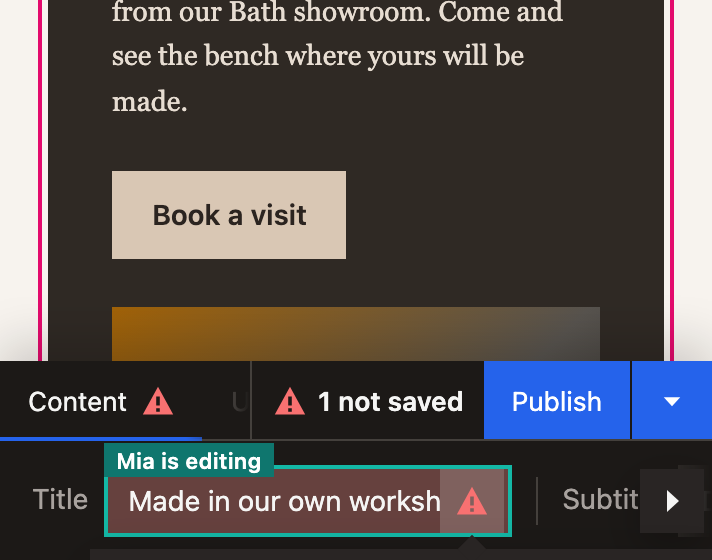 from our Bath showroom. Come and
see the bench where yours will be
made.
Book a visit
Content
1 not saved
Publish
Mia is editing
Title
Made in our own worksh
Subtit